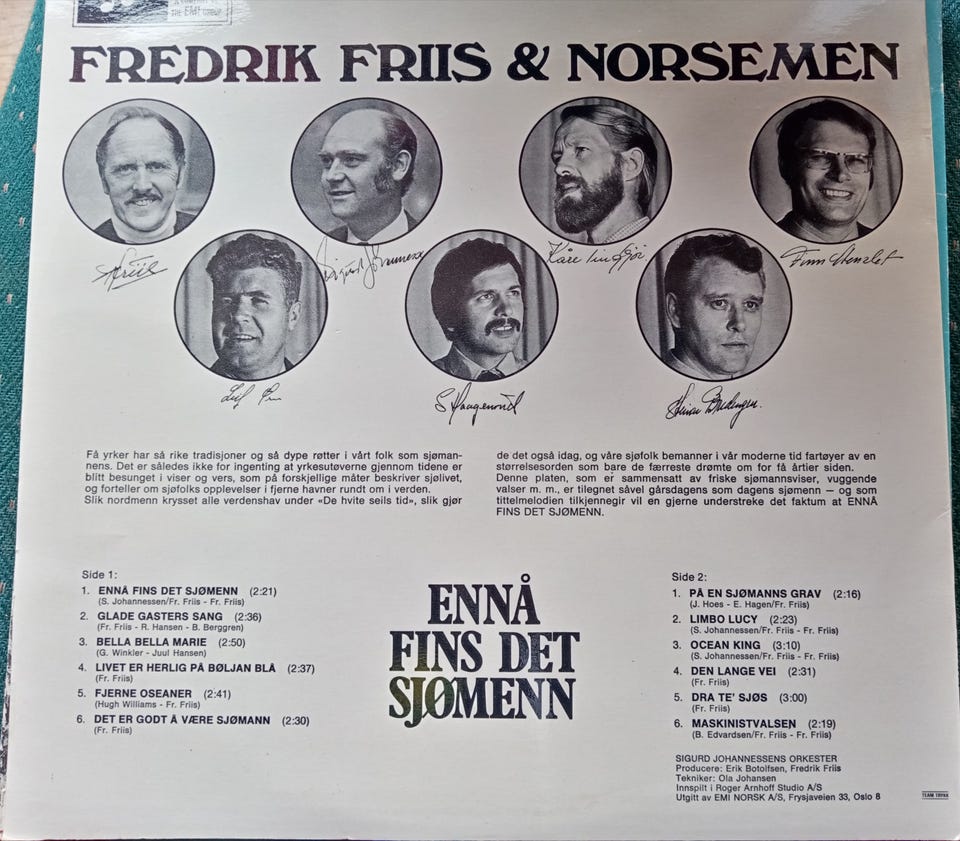 THE EMI GROUP
FREDRIK FRIIS & NORSEMEN
Få yrker har så rike tradisjoner og så dype røtter i vårt folk som sjøman-
nens. Det er således ikke for ingenting at yrkesutøverne gjennom tidene er
blitt besunget i viser og vers, som på forskjellige måter beskriver sjølivet,
og forteller om sjøfolks opplevelser i fjerne havner rundt om i verden.
Slik nordmenn krysset alle verdenshav under «De hvite seils tid», slik gjør
de det også idag, og våre sjøfolk bemanner i vår moderne tid fartøyer av en
størrelsesorden som bare de færreste drømte om for få årtier siden.
Denne platen, som er sammensatt av friske sjømannsviser, vuggende
valser m. m., er tilegnet såvel gårsdagens som dagens sjømenn — og som
tittelmelodien tilkjennegir vil en gjerne understreke det faktum at ENNÅ
FINS DET SJØMENN.
Side 1:
1. ENNÅ FINS DET SJØMENN (2:21)
(S. Johannessen/Fr. Friis - Fr. Friis)
2. GLADE GASTERS SANG (2:36)
(Fr. Friis - R. Hansen - B. Berggren)
3. BELLA BELLA MARIE (2:50)
(G. Winkler - Juul Hansen)
4. LIVET ER HERLIG PÅ BØLJAN BLÅ (2:37)
(Fr. Friis)
5. FJERNE OSEANER (2:41)
(Hugh Williams - Fr. Friis)
6. DET ER GODT Å VÆRE SJØMANN (2:30)
(Fr. Friis)
ENNÅ
FINS DET
SJØMENN
Side 2:
1. PÅ EN SJØMANNS GRAV (2:16)
(J. Hoes - E. Hagen/Fr. Friis)
2. LIMBO LUCY (2:23)
(S. Johannessen/Fr. Friis - Fr. Friis)
3. OCEAN KING (3:10)
(S. Johannessen/Fr. Friis - Fr. Friis)
4. DEN LANGE VEI (2:31)
(Fr. Friis)
5. DRA TE' SJØS (3:00)
(Fr. Friis)
6. MASKINISTVALSEN (2:19)
(B. Edvardsen/Fr. Friis - Fr. Friis)
SIGURD JOHANNESSENS ORKESTER
Producere: Erik Botolfsen, Fredrik Friis
Tekniker: Ola Johansen
Innspilt i Roger Arnhoff Studio A/S
Utgitt av EMI NORSK A/S, Frysjaveien 33, Oslo 8
TEAM TRYKK